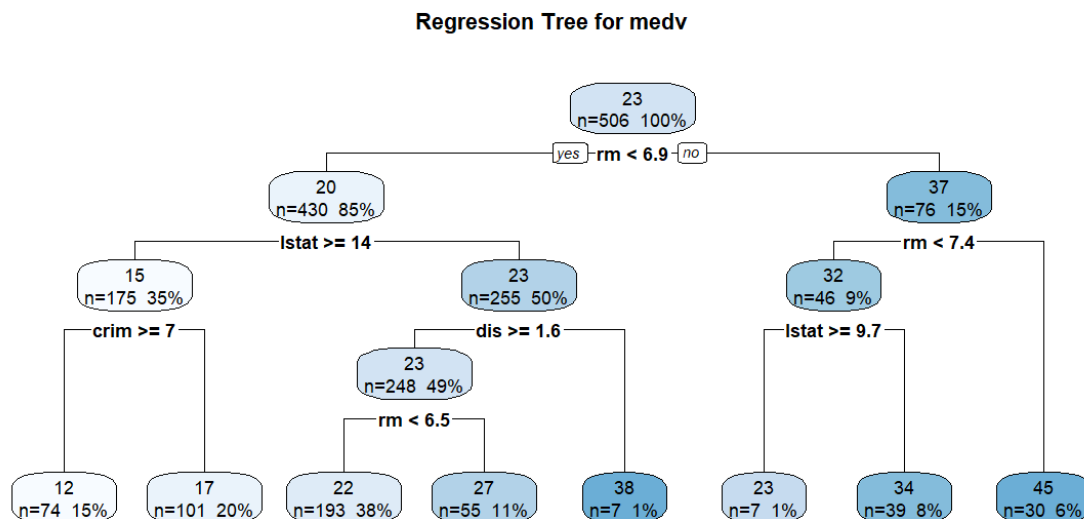 Regression Tree for medv
23
n=506 100%
yes rm < 6.9 no
20
n=430 85%
37
n=76 15%
lstat >= 14
rm < 7.4
15
n=175 35%
23
n=255 50%
32
n=46 9%
crim >= 7
dis >= 1.6
lstat >= 9.7
23
n=248 49%
rm < 6.5
12
n=74 15%
17
n=101 20%
22
n=193 38%
27
n=55 11%
38
n=7 1%
23
n=7 1%
34
n=39 8%
45
n=30 6%